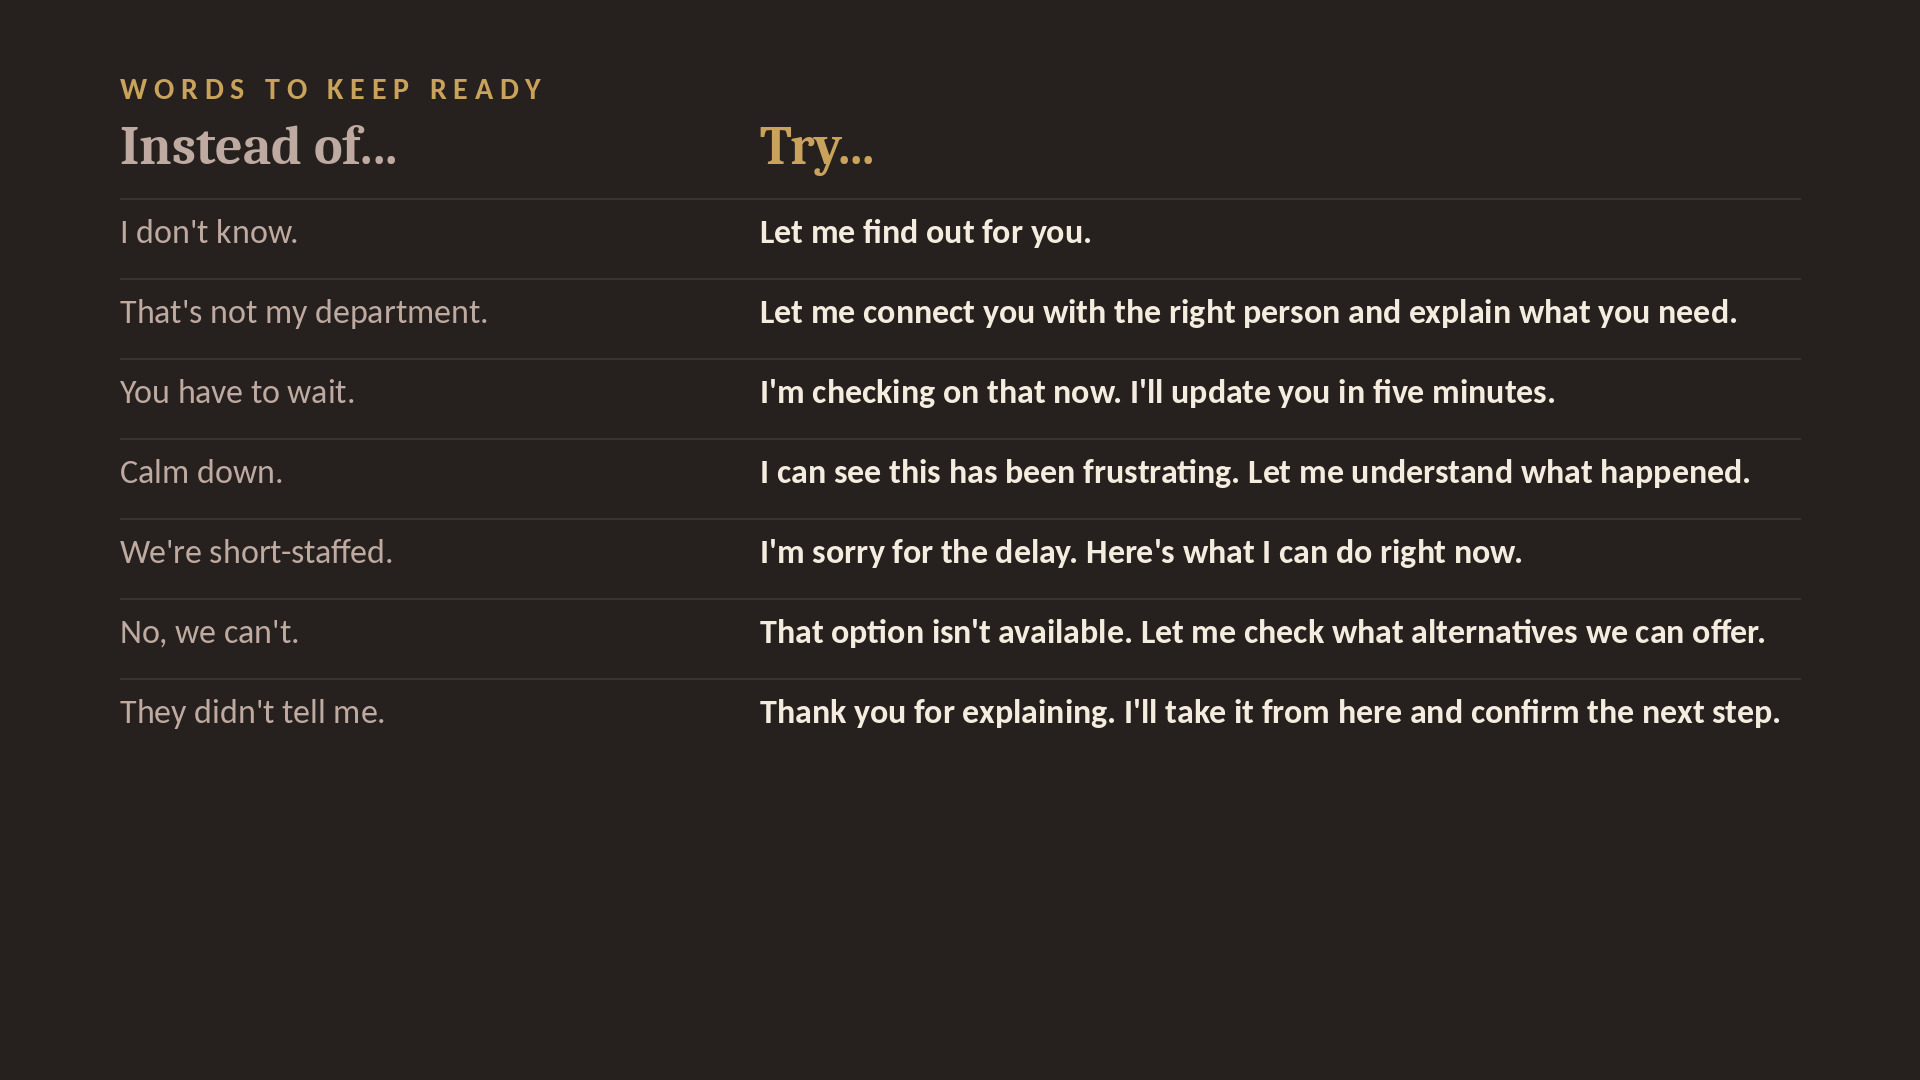 WORDS TO KEEP READY
Instead of... Try...
I don't know. Let me find out for you.
That's not my department. Let me connect you with the right person and explain what you need.
You have to wait. I'm checking on that now. I'll update you in five minutes.
Calm down. I can see this has been frustrating. Let me understand what happened.
We're short-staffed. I'm sorry for the delay. Here's what I can do right now.
No, we can't. That option isn't available. Let me check what alternatives we can offer.
They didn't tell me. Thank you for explaining. I'll take it from here and confirm the next step.